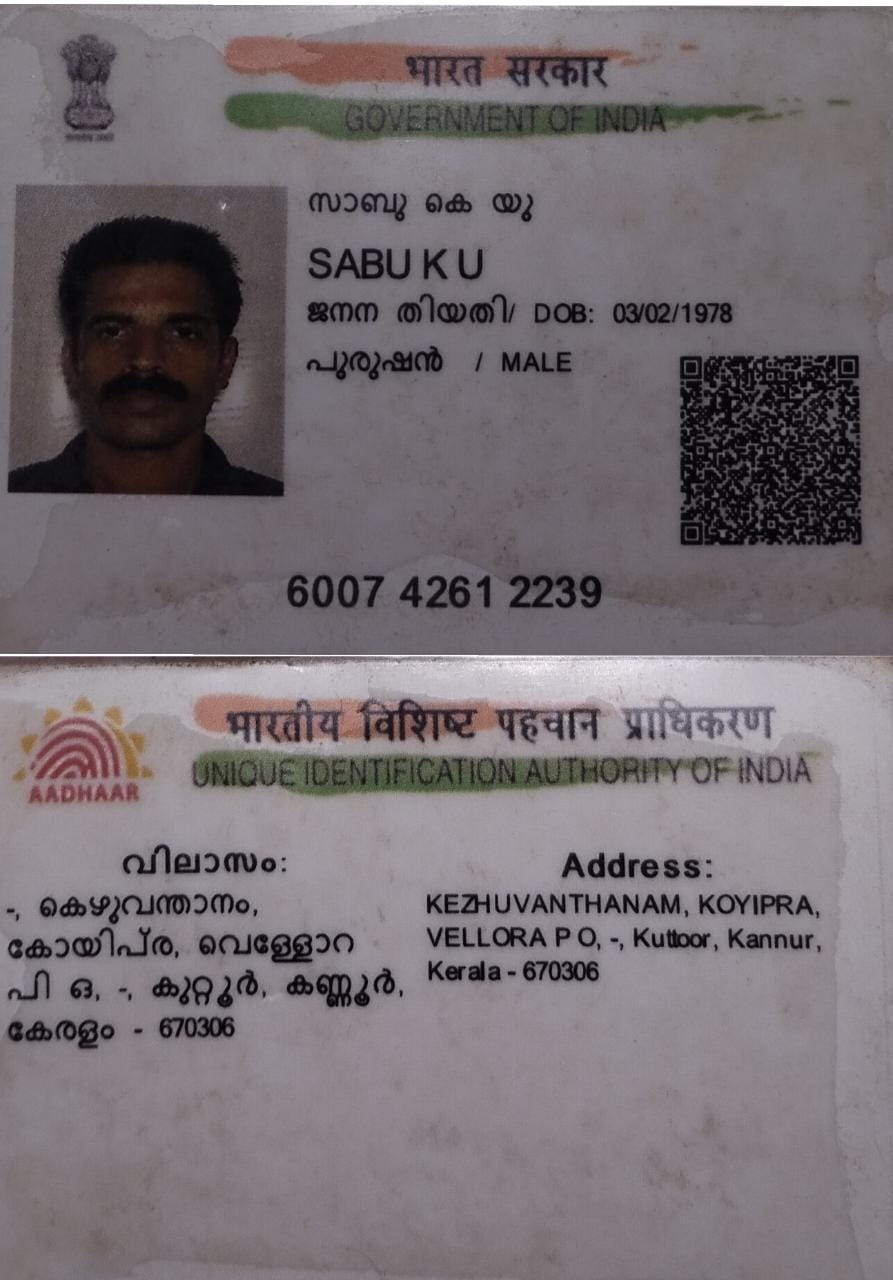 भारत सरकार
GOVERNMENT OF INDIA
സാബു കെ യു
SABU K U
ജനന തിയതി/ DOB: 03/02/1978
പുരുഷൻ / MALE
6007 4261 2239
भारतीय विशिष्ट पहचान प्राधिकरण
UNIQUE IDENTIFICATION AUTHORITY OF INDIA
AADHAAR
വിലാസം:
-, കെഴുവന്താനം,
കോയിപ്ര, വെള്ളോറ
പി ഒ, -, കുറ്റൂർ, കണ്ണൂർ,
കേരളം - 670306
Address:
KEZHUVANTHANAM, KOYIPRA,
VELLORA P O, -, Kuttoor, Kannur,
Kerala - 670306